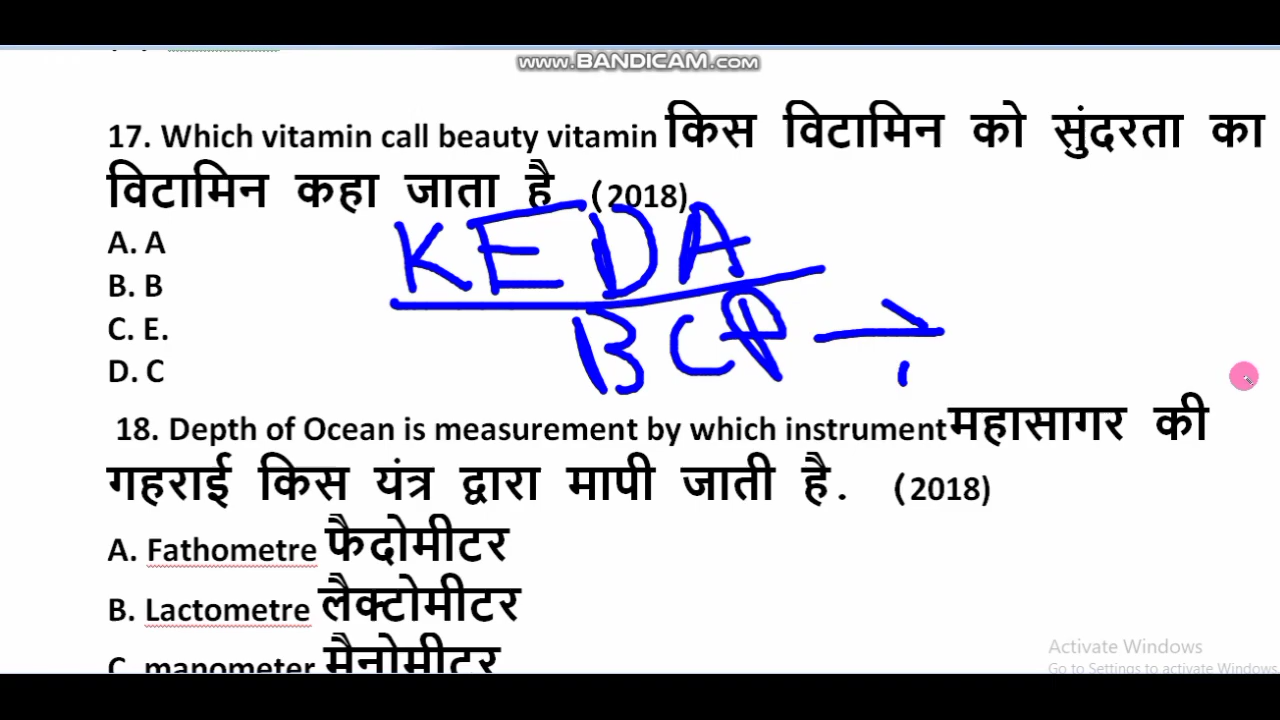 www.BANDICAM.com
17. Which vitamin call beauty vitamin किस विटामिन को सुंदरता का
विटामिन कहा जाता है (2018)
KEDA
A. A
B. B
BCP
C. E.
D. C
18. Depth of Ocean is measurement by which instrument महासागर की
गहराई किस यंत्र द्वारा मापी जाती है. (2018)
A. Fathometre फैदोमीटर
B. Lactometre लैक्टोमीटर
C. manometer मैनोमीटर
Activate Windows
Go to Settings to activate Windows.